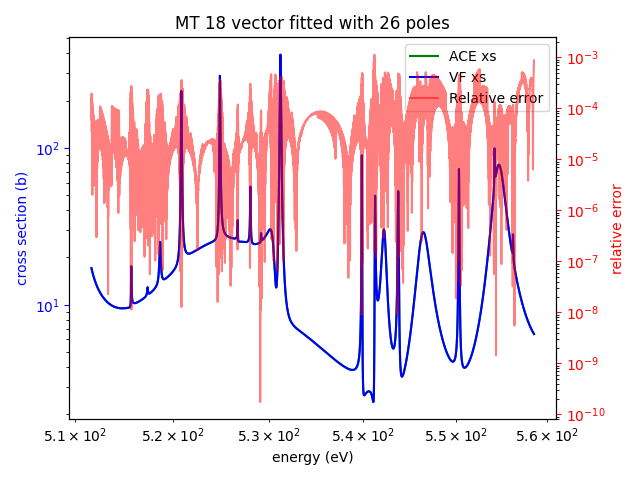 MT 18 vector fitted with 26 poles
ACE xs
VF xs
Relative error
cross section (b)
10²
10¹
relative error
10⁻³
10⁻⁴
10⁻⁵
10⁻⁶
10⁻⁷
10⁻⁸
10⁻⁹
10⁻¹⁰
5.1 × 10² 5.2 × 10² 5.3 × 10² 5.4 × 10² 5.5 × 10² 5.6 × 10²
energy (eV)